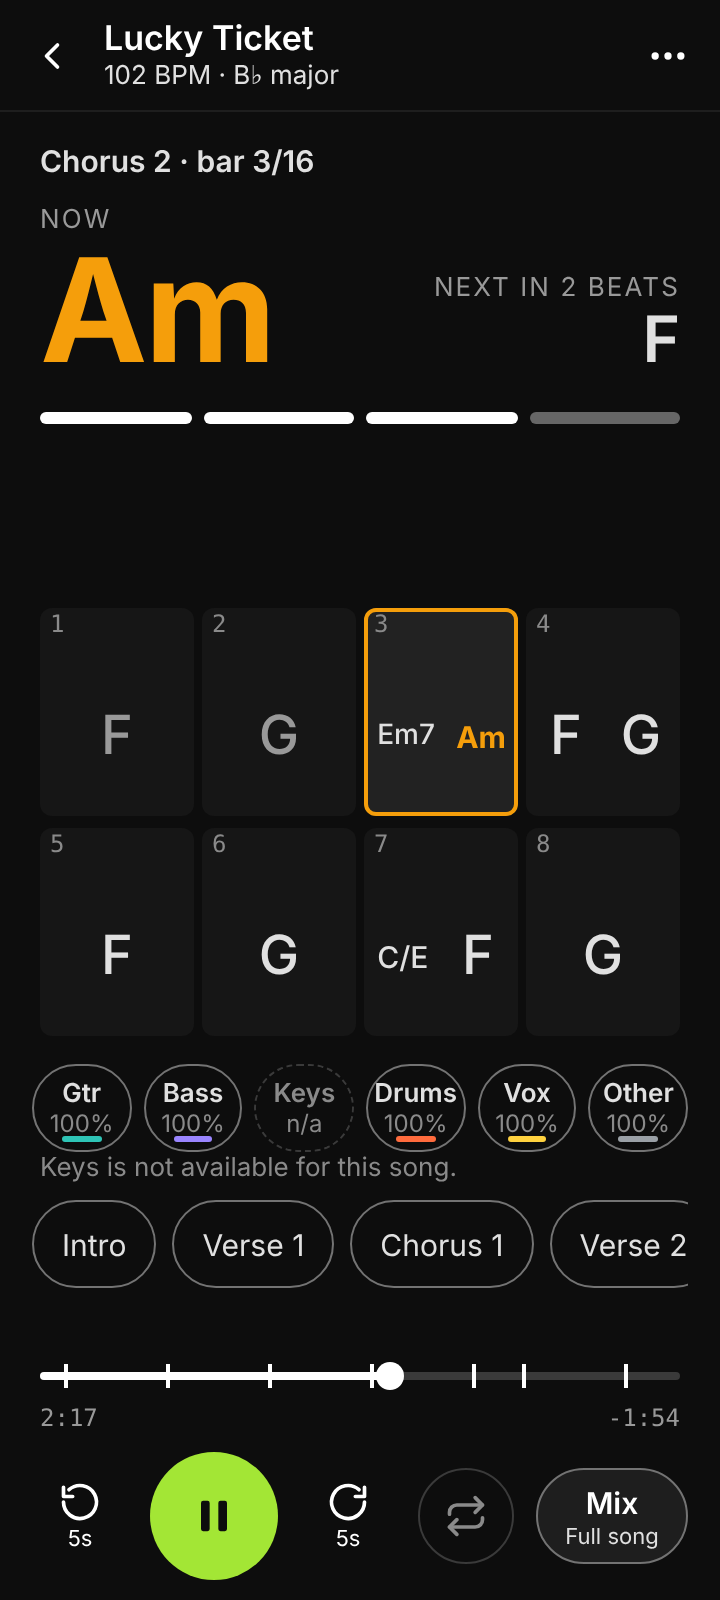 Lucky Ticket
102 BPM · B♭ major
Chorus 2 · bar 3/16
NOW
Am
NEXT IN 2 BEATS
F
1 2 3 4
F G Em7 Am F G
5 6 7 8
F G C/E F G
Gtr Bass Keys Drums Vox Other
100% 100% n/a 100% 100% 100%
Keys is not available for this song.
Intro Verse 1 Chorus 1 Verse 2
2:17 -1:54
5s 5s
Mix
Full song